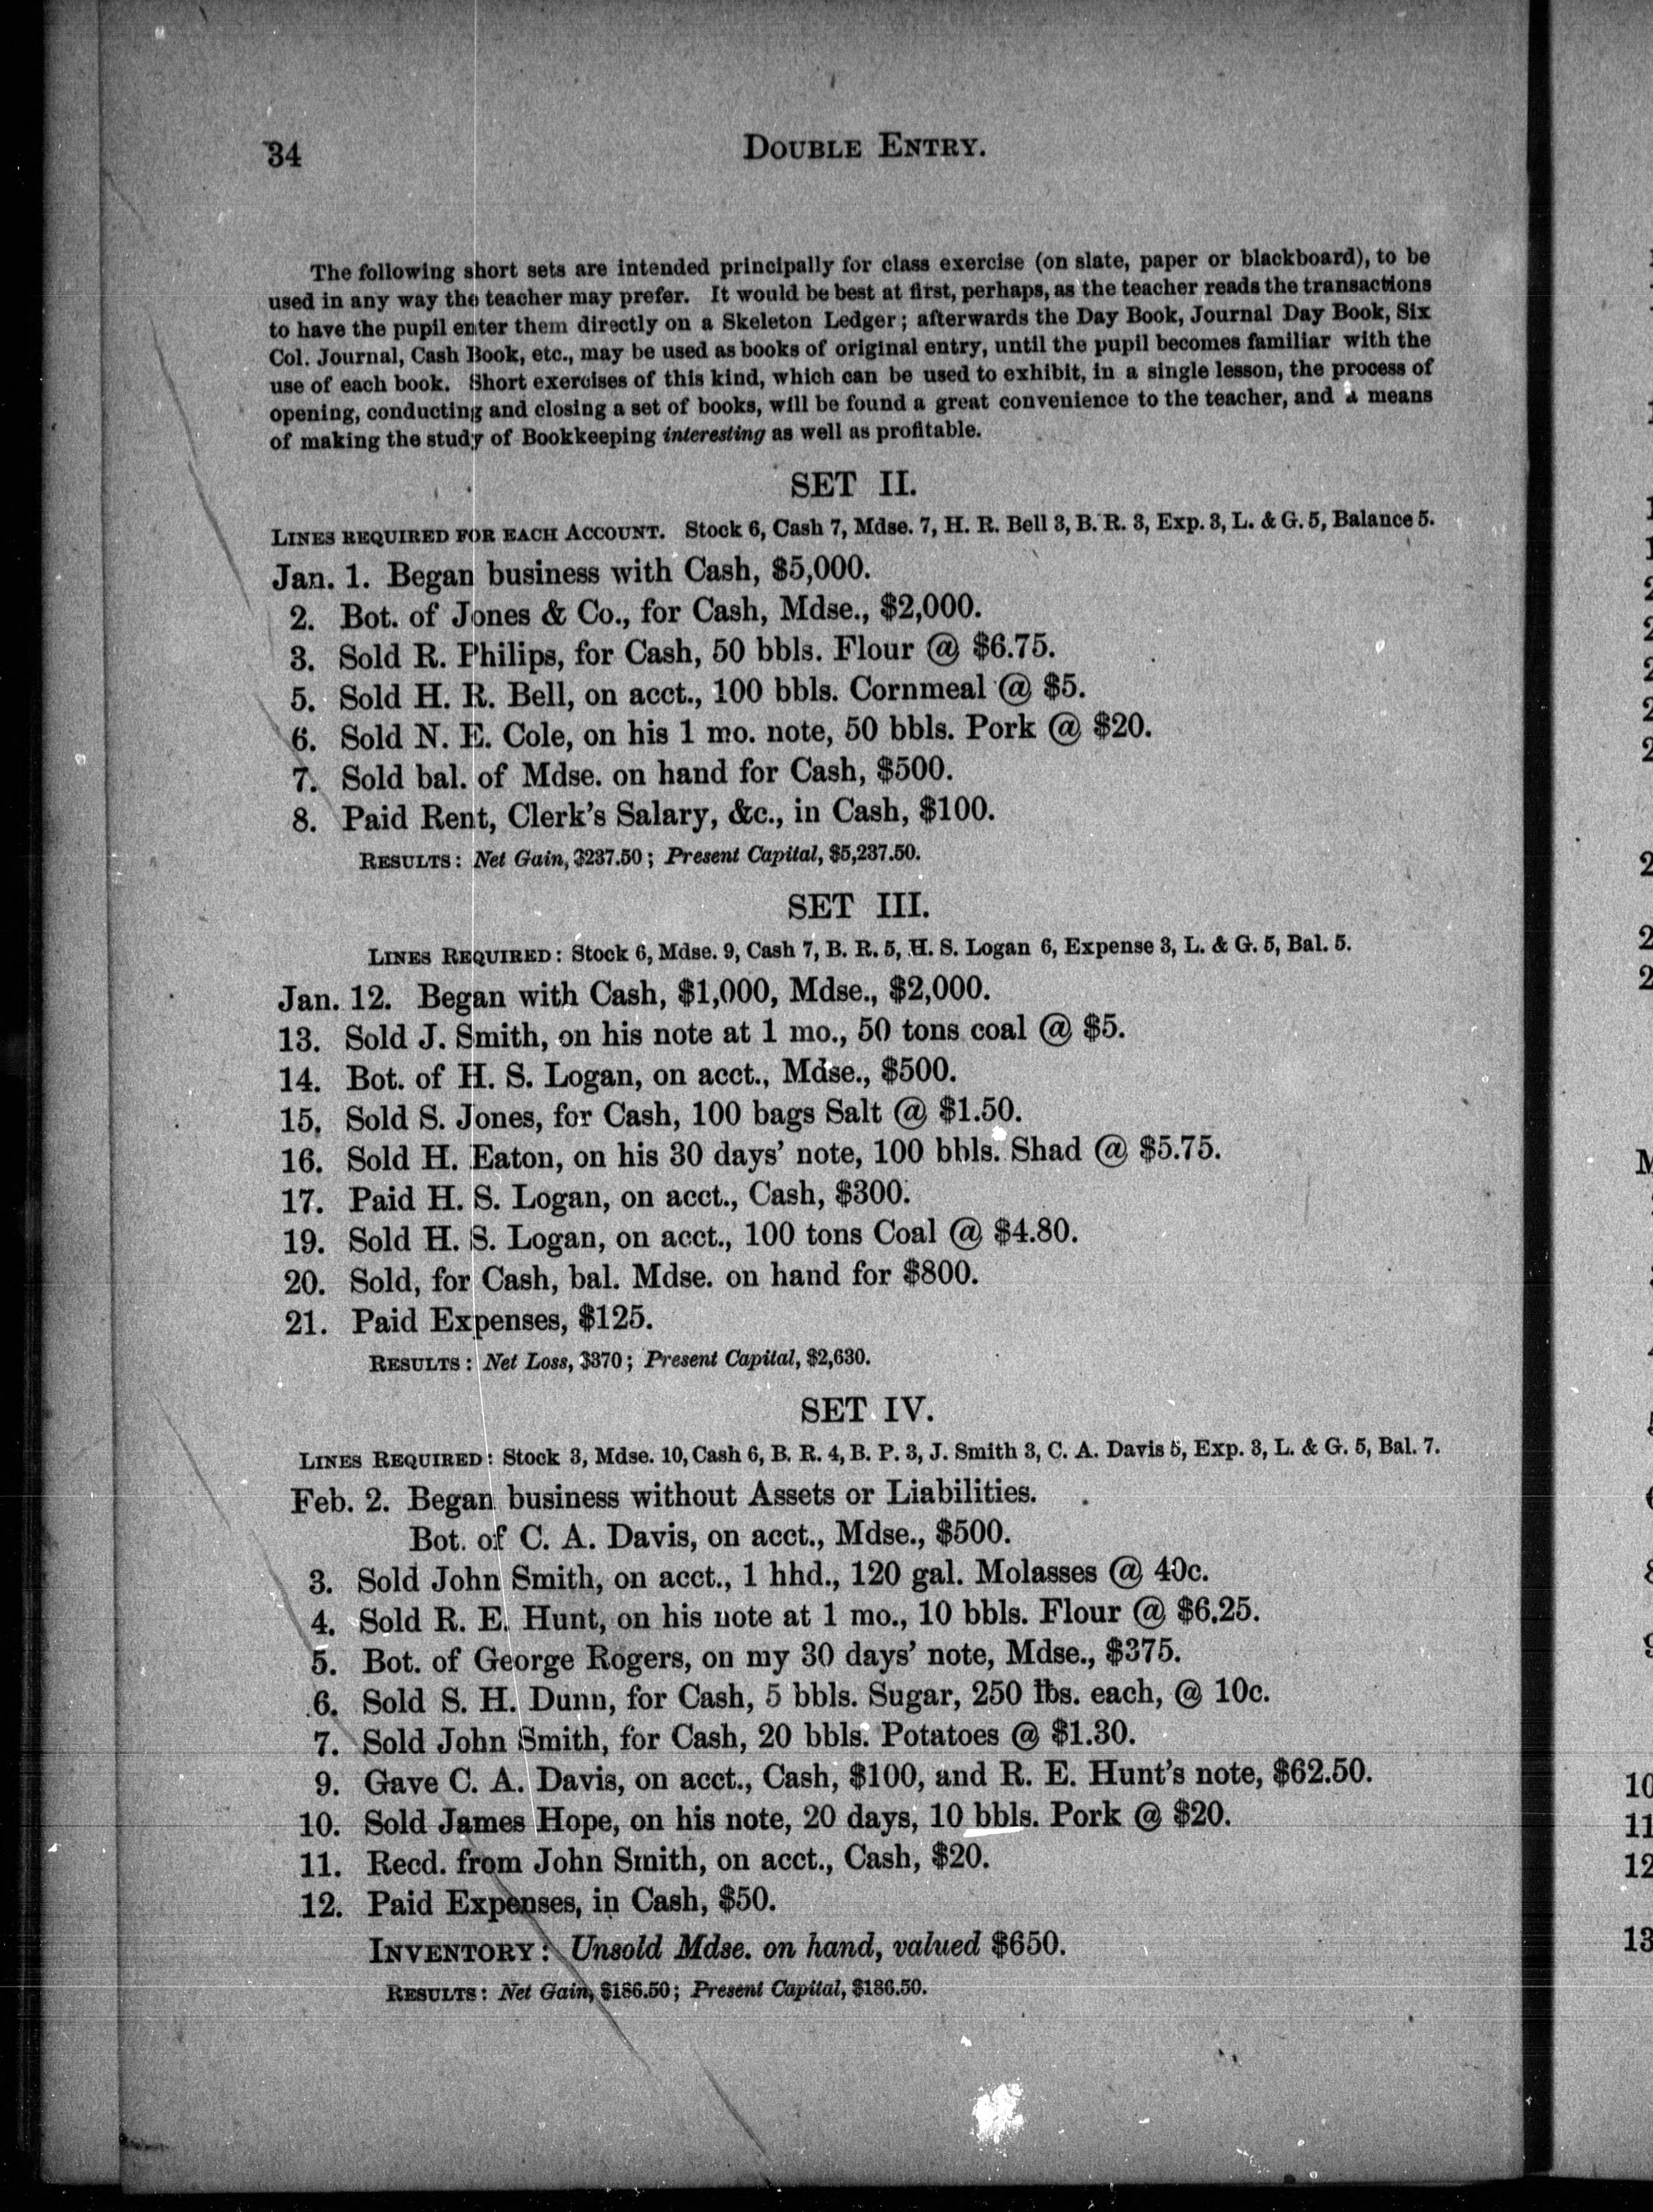 34
DOUBLE ENTRY.
The following short sets are intended principally for class exercise (on slate, paper or blackboard), to be
used in any way the teacher may prefer. It would be best at first, perhaps, as the teacher reads the transactions
to have the pupil enter them directly on a Skeleton Ledger; afterwards the Day Book, Journal Day Book, Six
Col. Journal, Cash Book, etc., may be used as books of original entry, until the pupil becomes familiar with the
use of each book. Short exercises of this kind, which can be used to exhibit, in a single lesson, the process of
opening, conducting and closing a set of books, will be found a great convenience to the teacher, and a means
of making the study of Bookkeeping interesting as well as profitable.
SET II.
LINES REQUIRED FOR EACH ACCOUNT. Stock 6, Cash 7, Mdse. 7, H. R. Bell 3, B. R. 3, Exp. 3, L. & G. 5, Balance 5.
Jan. 1. Began business with Cash, $5,000.
2. Bot. of Jones & Co., for Cash, Mdse., $2,000.
3. Sold R. Philips, for Cash, 50 bbls. Flour @ $6.75.
5. Sold H. R. Bell, on acct., 100 bbls. Cornmeal @ $5.
6. Sold N. E. Cole, on his 1 mo. note, 50 bbls. Pork @ $20.
7. Sold bal. of Mdse. on hand for Cash, $500.
8. Paid Rent, Clerk's Salary, &c., in Cash, $100.
RESULTS: Net Gain, $237.50; Present Capital, $5,237.50.
SET III.
LINES REQUIRED: Stock 6, Mdse. 9, Cash 7, B. R. 5, H. S. Logan 6, Expense 3, L. & G. 5, Bal. 5.
Jan. 12. Began with Cash, $1,000, Mdse., $2,000.
13. Sold J. Smith, on his note at 1 mo., 50 tons coal @ $5.
14. Bot. of H. S. Logan, on acct., Mdse., $500.
15. Sold S. Jones, for Cash, 100 bags Salt @ $1.50.
16. Sold H. Eaton, on his 30 days' note, 100 bbls. Shad @ $5.75.
17. Paid H. S. Logan, on acct., Cash, $300.
19. Sold H. S. Logan, on acct., 100 tons Coal @ $4.80.
20. Sold, for Cash, bal. Mdse. on hand for $800.
21. Paid Expenses, $125.
RESULTS: Net Loss, $370; Present Capital, $2,630.
SET IV.
LINES REQUIRED: Stock 3, Mdse. 10, Cash 6, B. R. 4, B. P. 3, J. Smith 3, C. A. Davis 5, Exp. 3, L. & G. 5, Bal. 7.
Feb. 2. Began business without Assets or Liabilities.
Bot. of C. A. Davis, on acct., Mdse., $500.
3. Sold John Smith, on acct., 1 hhd., 120 gal. Molasses @ 40c.
4. Sold R. E. Hunt, on his note at 1 mo., 10 bbls. Flour @ $6.25.
5. Bot. of George Rogers, on my 30 days' note, Mdse., $375.
6. Sold S. H. Dunn, for Cash, 5 bbls. Sugar, 250 lbs. each, @ 10c.
7. Sold John Smith, for Cash, 20 bbls. Potatoes @ $1.30.
9. Gave C. A. Davis, on acct., Cash, $100, and R. E. Hunt's note, $62.50.
10. Sold James Hope, on his note, 20 days, 10 bbls. Pork @ $20.
11. Recd. from John Smith, on acct., Cash, $20.
12. Paid Expenses, in Cash, $50.
INVENTORY: Unsold Mdse. on hand, valued $650.
RESULTS: Net Gain, $186.50; Present Capital, $186.50.